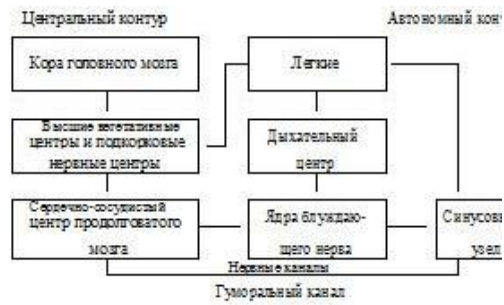 Центральный контур
Автономный кон
Кора головного мозга
Легкие
Высшие вегетативные
центры и подкорковые
нервные центры
Дыхательный
центр
Сердечно-сосудистый
центр продолговатого
мозга
Ядра блуждаю-
щего нерва
Синусов
узел
Нервные каналы
Гуморальный канал